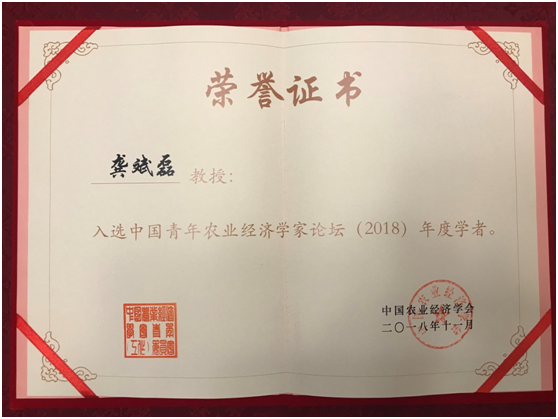 荣誉证书
龚斌磊 教授:
入选中国青年农业经济学家论坛(2018)年度学者。
中国农业经济学会
二〇一八年十一月